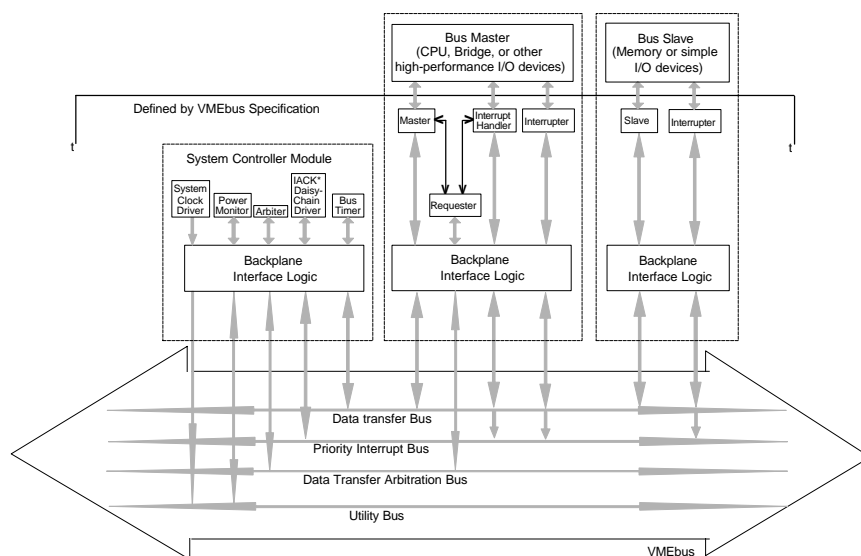 Bus Master
(CPU, Bridge, or other
high-performance I/O devices)
Bus Slave
(Memory or simple
I/O devices)
Defined by VMEbus Specification
t
t
Master
Interrupt
Handler
Interrupter
Slave
Interrupter
System Controller Module
System
Clock
Driver
Power
Monitor
Arbiter
IACK*
Daisy-
Chain
Driver
Bus
Timer
Requester
Backplane
Interface Logic
Backplane
Interface Logic
Backplane
Interface Logic
Data transfer Bus
Priority Interrupt Bus
Data Transfer Arbitration Bus
Utility Bus
VMEbus